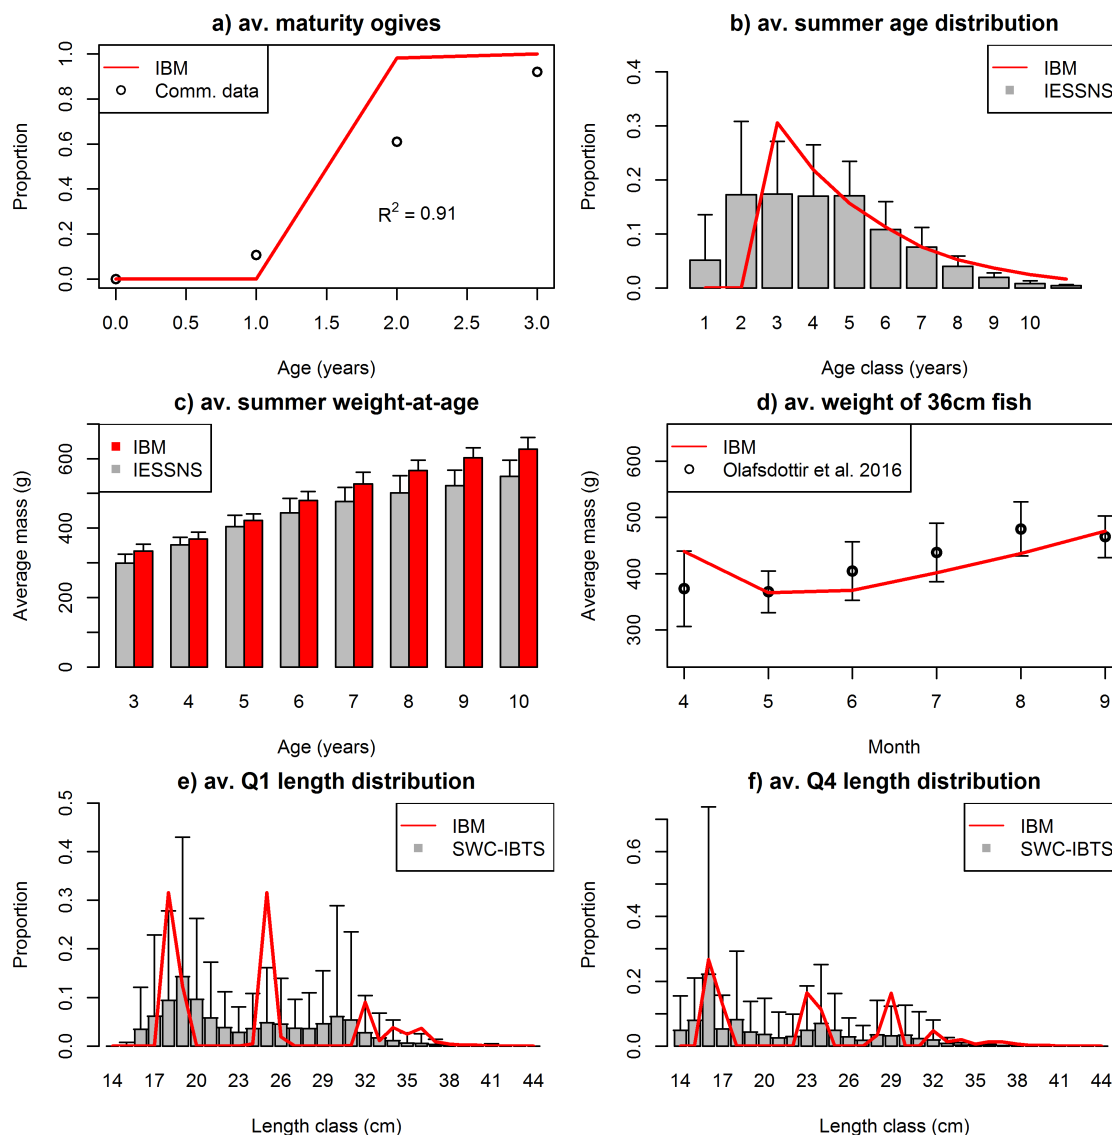 a) av. maturity ogives
IBM
Comm. data
R² = 0.91
Proportion
0.0 0.2 0.4 0.6 0.8 1.0
0.0 0.5 1.0 1.5 2.0 2.5 3.0
Age (years)
b) av. summer age distribution
IBM
IESSNS
Proportion
0.0 0.1 0.2 0.3 0.4
1 2 3 4 5 6 7 8 9 10
Age class (years)
c) av. summer weight-at-age
IBM
IESSNS
Average mass (g)
0 200 400 600
3 4 5 6 7 8 9 10
Age (years)
d) av. weight of 36cm fish
IBM
Olafsdottir et al. 2016
Average mass (g)
300 400 500 600
4 5 6 7 8 9
Month
e) av. Q1 length distribution
IBM
SWC-IBTS
Proportion
0.0 0.1 0.2 0.3 0.4 0.5
14 17 20 23 26 29 32 35 38 41 44
Length class (cm)
f) av. Q4 length distribution
IBM
SWC-IBTS
Proportion
0.0 0.2 0.4 0.6
14 17 20 23 26 29 32 35 38 41 44
Length class (cm)